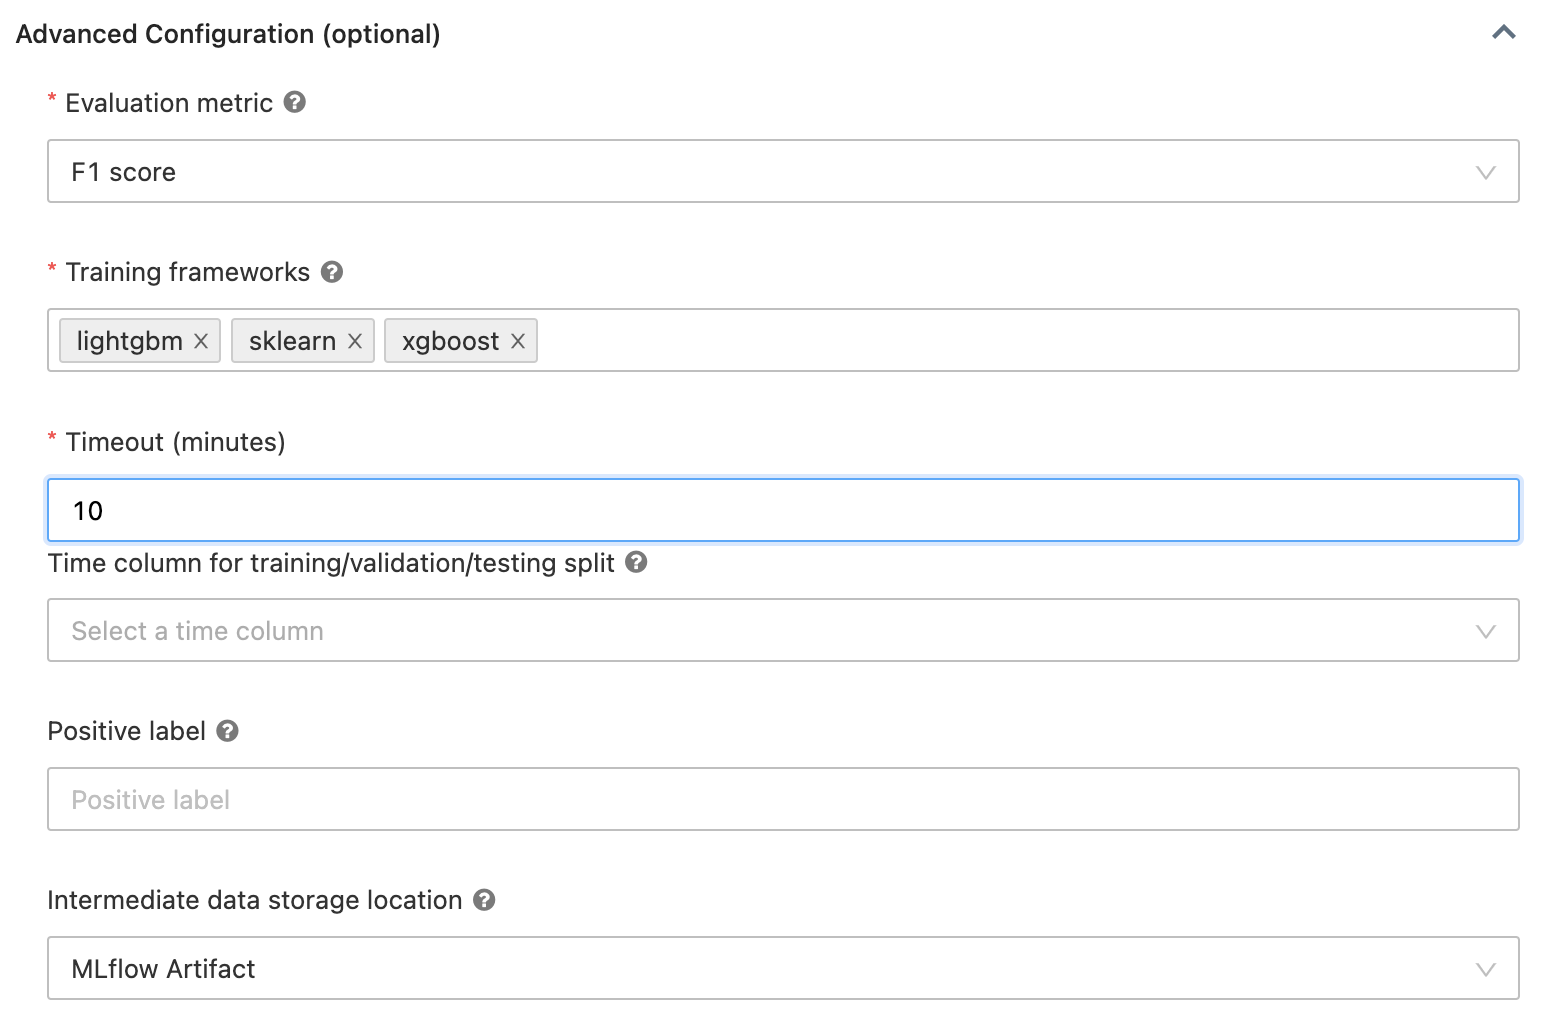 Advanced Configuration (optional)
* Evaluation metric ?
F1 score
* Training frameworks ?
lightgbm × sklearn × xgboost ×
* Timeout (minutes)
10
Time column for training/validation/testing split ?
Select a time column
Positive label ?
Positive label
Intermediate data storage location ?
MLflow Artifact